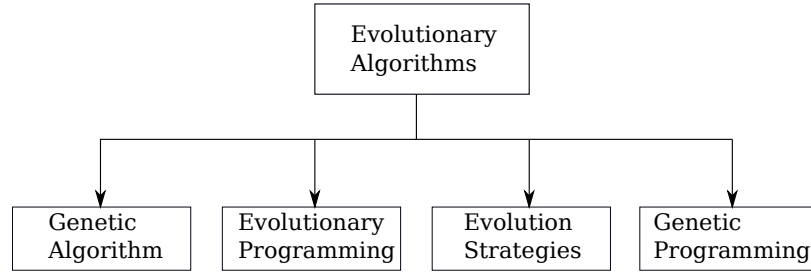 Evolutionary
Algorithms
Genetic
Algorithm
Evolutionary
Programming
Evolution
Strategies
Genetic
Programming